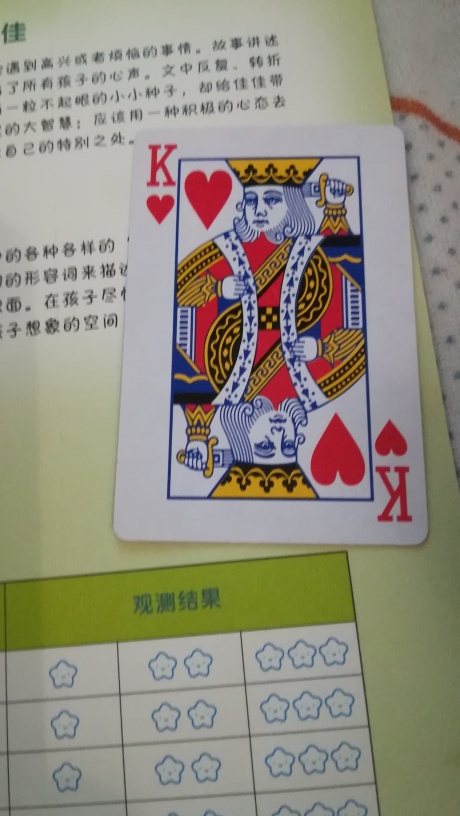 佳
遇到高兴或者烦恼的事情。故事讲述
了所有孩子的心声。文中反复、转折
一粒不起眼的小小种子，却给佳佳带
的大智慧：应该用一种积极的心态去
自己的特别之处。
K
的各种各样的
的形容词来描
面。在孩子尽
孩子想象的空间
K
观测结果